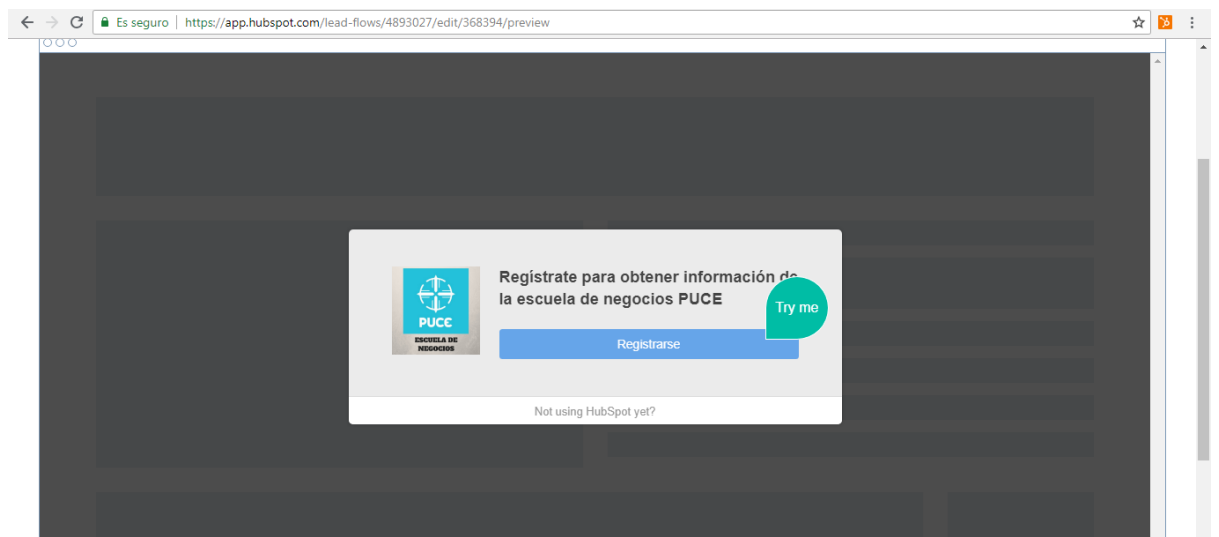 Es seguro | https://app.hubspot.com/lead-flows/4893027/edit/368394/preview
Regístrate para obtener información de
la escuela de negocios PUCE
Try me
PUCE
ESCUELA DE
NEGOCIOS
Registrarse
Not using HubSpot yet?